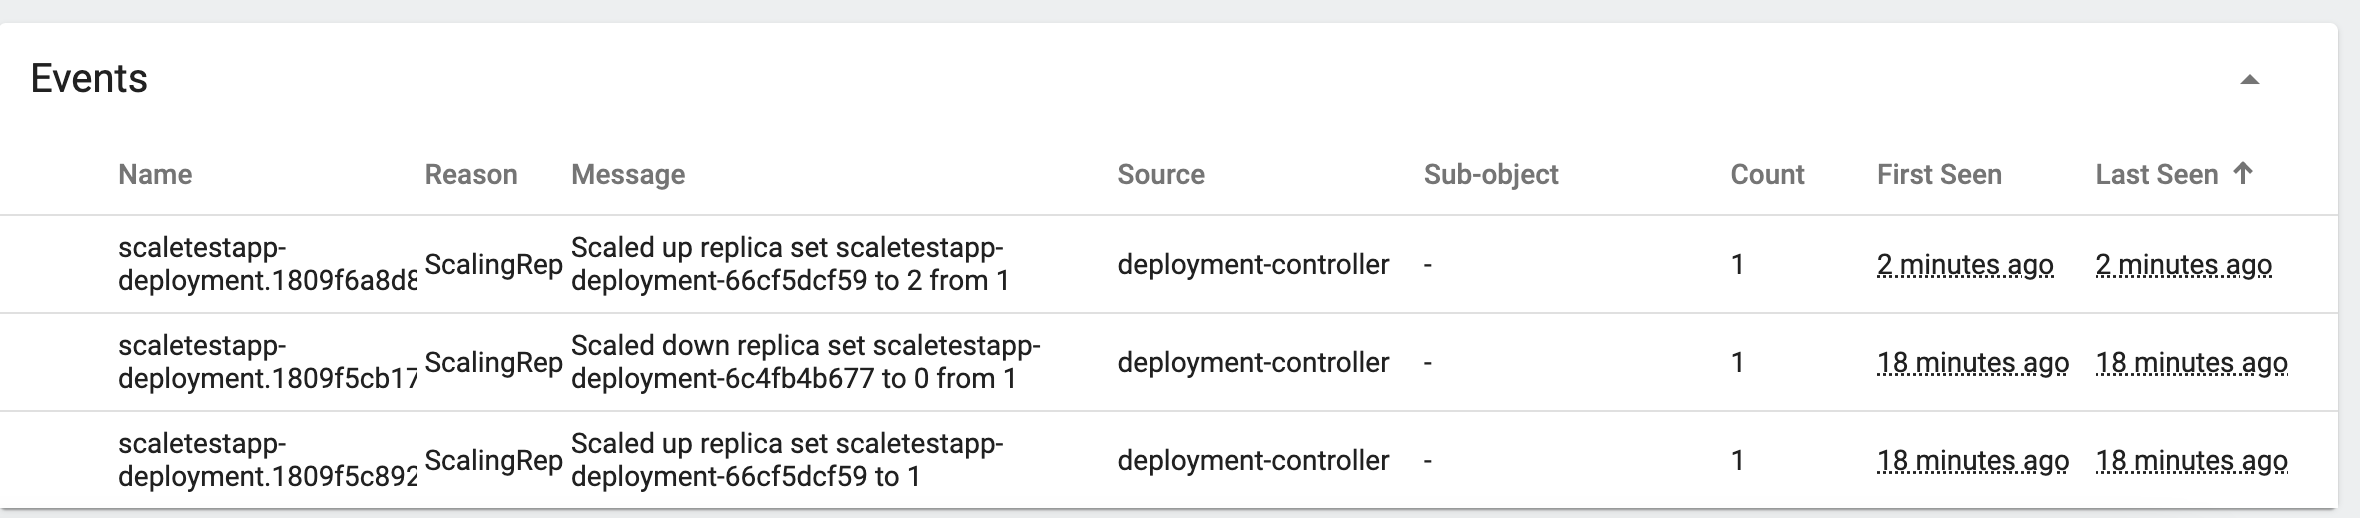 Events
Name Reason Message Source Sub-object Count First Seen Last Seen
scaletestapp-
deployment.1809f6a8d8
ScalingRep
Scaled up replica set scaletestapp-
deployment-66cf5dcf59 to 2 from 1
deployment-controller
-
1
2 minutes ago
2 minutes ago
scaletestapp-
deployment.1809f5cb17
ScalingRep
Scaled down replica set scaletestapp-
deployment-6c4fb4b677 to 0 from 1
deployment-controller
-
1
18 minutes ago
18 minutes ago
scaletestapp-
deployment.1809f5c892
ScalingRep
Scaled up replica set scaletestapp-
deployment-66cf5dcf59 to 1
deployment-controller
-
1
18 minutes ago
18 minutes ago